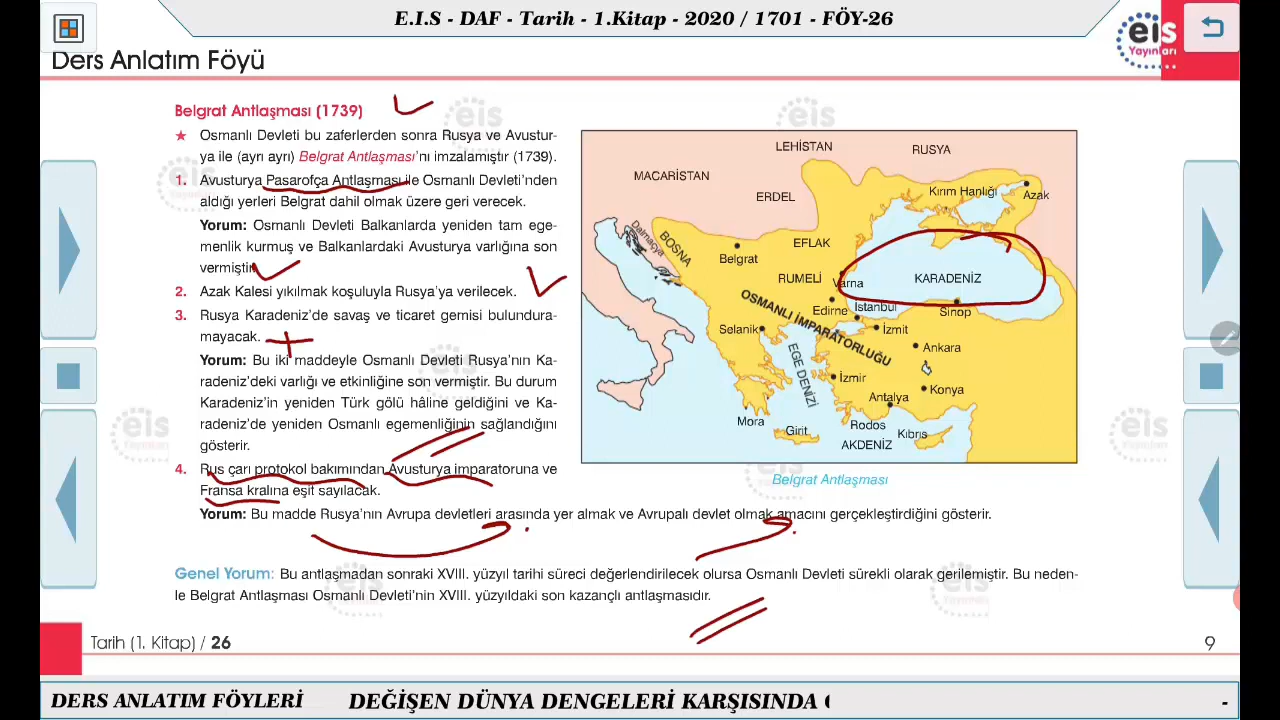 E.I.S - DAF - Tarih - 1.Kitap - 2020 / 1701 - FÖY-26
Ders Anlatım Föyü
eis
Yayınları
Belgrat Antlaşması (1739)
★ Osmanlı Devleti bu zaferlerden sonra Rusya ve Avustur-
ya ile (ayrı ayrı) Belgrat Antlaşması'nı imzalamıştır (1739).
1. Avusturya Pasarofça Antlaşması ile Osmanlı Devleti'nden
aldığı yerleri Belgrat dahil olmak üzere geri verecek.
Yorum: Osmanlı Devleti Balkanlarda yeniden tam ege-
menlik kurmuş ve Balkanlardaki Avusturya varlığına son
vermiştir.
2. Azak Kalesi yıkılmak koşuluyla Rusya'ya verilecek.
3. Rusya Karadeniz'de savaş ve ticaret gemisi bulundura-
mayacak.
Yorum: Bu iki maddeyle Osmanlı Devleti Rusya'nın Ka-
radeniz'deki varlığı ve etkinliğine son vermiştir. Bu durum
Karadeniz'in yeniden Türk gölü hâline geldiğini ve Ka-
radeniz'de yeniden Osmanlı egemenliğinin sağlandığını
gösterir.
4. Rus çarı protokol bakımından Avusturya imparatoruna ve
Fransa kralına eşit sayılacak.
Yorum: Bu madde Rusya'nın Avrupa devletleri arasında yer almak ve Avrupalı devlet olmak amacını gerçekleştirdiğini gösterir.
LEHİSTAN
RUSYA
MACARİSTAN
ERDEL
Kırım Hanlığı
Azak
Dalmaçya
BOSNA
Belgrat
EFLAK
RUMELİ
Varna
KARADENİZ
OSMANLI İMPARATORLUĞU
Edirne
İstanbul
Sinop
Selanik
İzmit
Ankara
EGE DENİZİ
İzmir
Konya
Antalya
Mora
Girit
Rodos
Kıbrıs
AKDENİZ
Belgrat Antlaşması
Genel Yorum: Bu antlaşmadan sonraki XVIII. yüzyıl tarihi süreci değerlendirilecek olursa Osmanlı Devleti sürekli olarak gerilemiştir. Bu neden-
le Belgrat Antlaşması Osmanlı Devleti'nin XVIII. yüzyıldaki son kazançlı antlaşmasıdır.
Tarih (1. Kitap) / 26
9
DERS ANLATIM FÖYLERİ DEĞİŞEN DÜNYA DENGELERİ KARŞISINDA
-